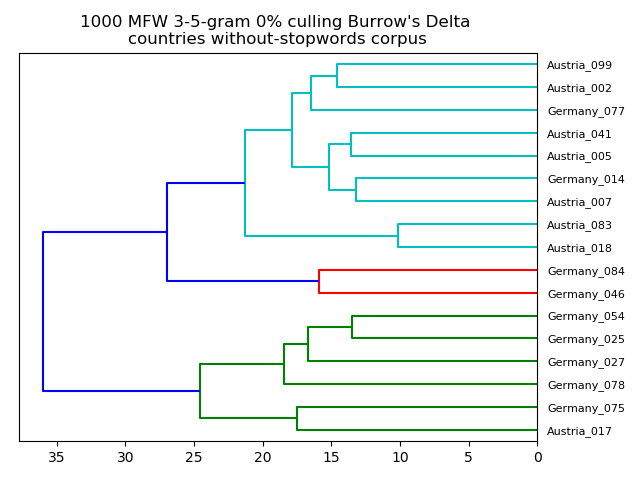 1000 MFW 3-5-gram 0% culling Burrow's Delta
countries without-stopwords corpus
Austria_099
Austria_002
Germany_077
Austria_041
Austria_005
Germany_014
Austria_007
Austria_083
Austria_018
Germany_084
Germany_046
Germany_054
Germany_025
Germany_027
Germany_078
Germany_075
Austria_017
35 30 25 20 15 10 5 0